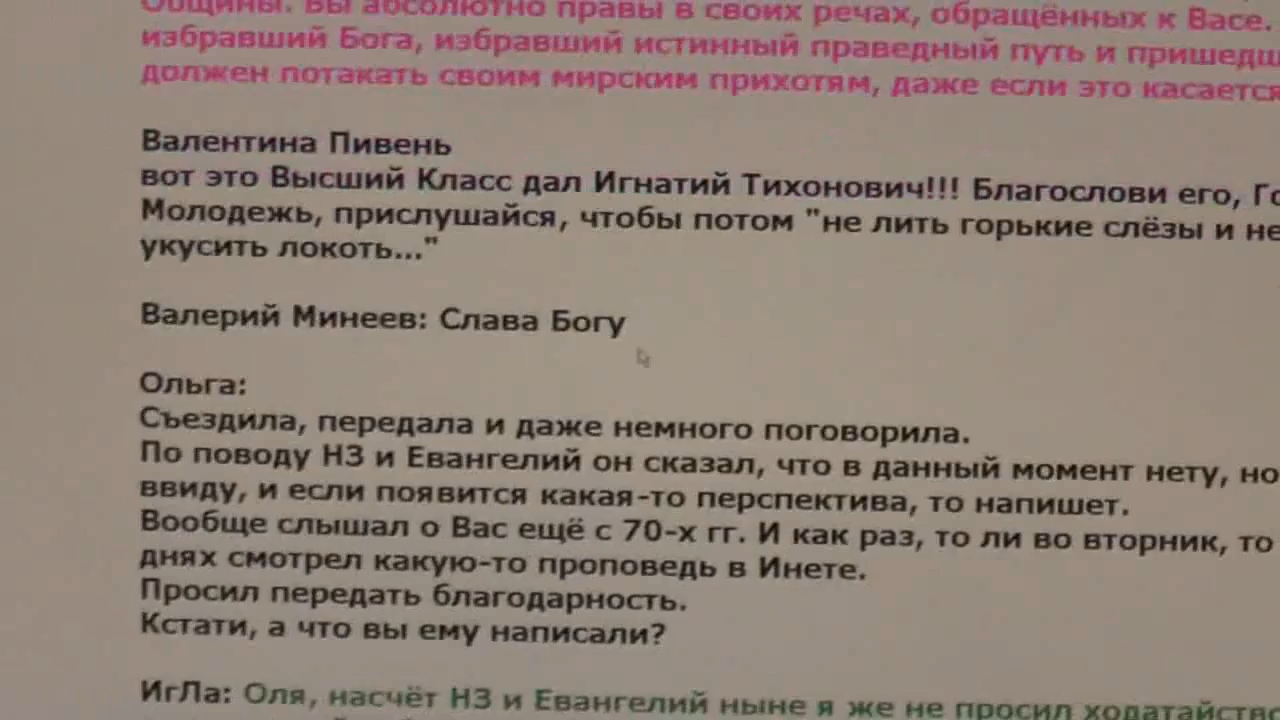 Общины. Вы абсолютно правы в своих речах, обращённых к Васе.
избравший Бога, избравший истинный праведный путь и пришедш
должен потакать своим мирским прихотям, даже если это касается
Валентина Пивень
вот это Высший Класс дал Игнатий Тихонович!!! Благослови его, Го
Молодежь, прислушайся, чтобы потом "не лить горькие слёзы и не
укусить локоть..."
Валерий Минеев: Слава Богу
Ольга:
Съездила, передала и даже немного поговорила.
По поводу НЗ и Евангелий он сказал, что в данный момент нету, но
ввиду, и если появится какая-то перспектива, то напишет.
Вообще слышал о Вас ещё с 70-х гг. И как раз, то ли во вторник, то
днях смотрел какую-то проповедь в Инете.
Просил передать благодарность.
Кстати, а что вы ему написали?
ИгЛа: Оля, насчёт НЗ и Евангелий ныне я же не просил ходатайство